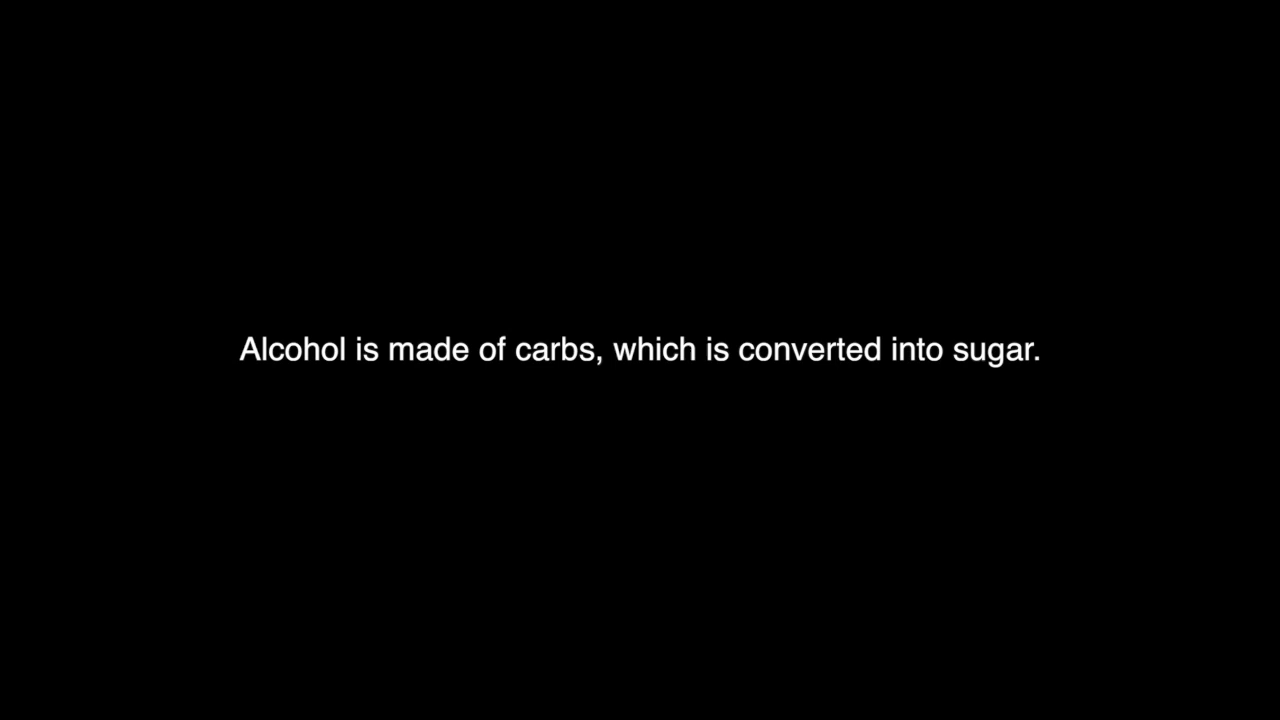 Alcohol is made of carbs, which is converted into sugar.